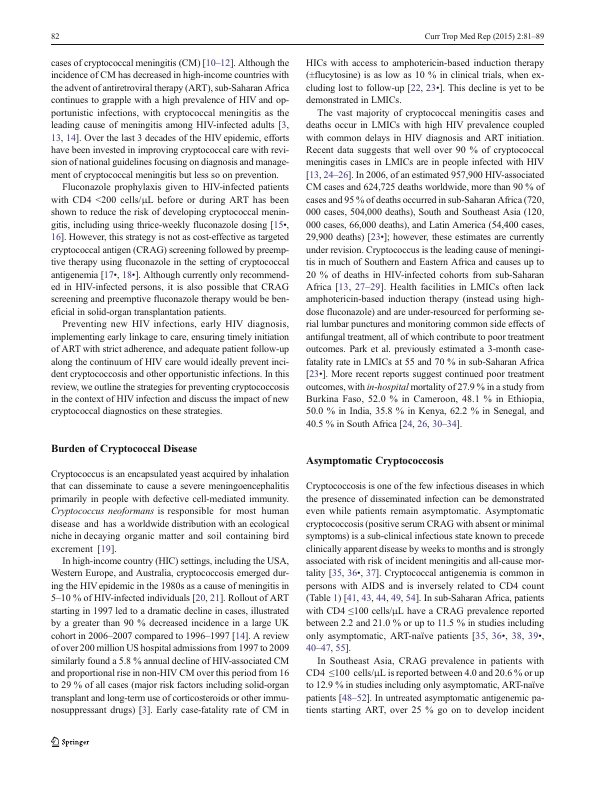 82
Curr Trop Med Rep (2015) 2:81–89
cases of cryptococcal meningitis (CM) [10–12]. Although the
incidence of CM has decreased in high-income countries with
the advent of antiretroviral therapy (ART), sub-Saharan Africa
continues to grapple with a high prevalence of HIV and op-
portunistic infections, with cryptococcal meningitis as the
leading cause of meningitis among HIV-infected adults [3,
13, 14]. Over the last 3 decades of the HIV epidemic, efforts
have been invested in improving cryptococcal care with revi-
sion of national guidelines focusing on diagnosis and manage-
ment of cryptococcal meningitis but less so on prevention.
Fluconazole prophylaxis given to HIV-infected patients
with CD4 <200 cells/μL before or during ART has been
shown to reduce the risk of developing cryptococcal menin-
gitis, including using thrice-weekly fluconazole dosing [15•,
16]. However, this strategy is not as cost-effective as targeted
cryptococcal antigen (CRAG) screening followed by preemp-
tive therapy using fluconazole in the setting of cryptococcal
antigenemia [17•, 18•]. Although currently only recommend-
ed in HIV-infected persons, it is also possible that CRAG
screening and preemptive fluconazole therapy would be ben-
eficial in solid-organ transplantation patients.
Preventing new HIV infections, early HIV diagnosis,
implementing early linkage to care, ensuring timely initiation
of ART with strict adherence, and adequate patient follow-up
along the continuum of HIV care would ideally prevent inci-
dent cryptococcosis and other opportunistic infections. In this
review, we outline the strategies for preventing cryptococcosis
in the context of HIV infection and discuss the impact of new
cryptococcal diagnostics on these strategies.
Burden of Cryptococcal Disease
Cryptococcus is an encapsulated yeast acquired by inhalation
that can disseminate to cause a severe meningoencephalitis
primarily in people with defective cell-mediated immunity.
Cryptococcus neoformans is responsible for most human
disease and has a worldwide distribution with an ecological
niche in decaying organic matter and soil containing bird
excrement [19].
In high-income country (HIC) settings, including the USA,
Western Europe, and Australia, cryptococcosis emerged dur-
ing the HIV epidemic in the 1980s as a cause of meningitis in
5–10 % of HIV-infected individuals [20, 21]. Rollout of ART
starting in 1997 led to a dramatic decline in cases, illustrated
by a greater than 90 % decreased incidence in a large UK
cohort in 2006–2007 compared to 1996–1997 [14]. A review
of over 200 million US hospital admissions from 1997 to 2009
similarly found a 5.8 % annual decline of HIV-associated CM
and proportional rise in non-HIV CM over this period from 16
to 29 % of all cases (major risk factors including solid-organ
transplant and long-term use of corticosteroids or other immu-
nosuppressant drugs) [3]. Early case-fatality rate of CM in
HICs with access to amphotericin-based induction therapy
(±flucytosine) is as low as 10 % in clinical trials, when ex-
cluding lost to follow-up [22, 23•]. This decline is yet to be
demonstrated in LMICs.
The vast majority of cryptococcal meningitis cases and
deaths occur in LMICs with high HIV prevalence coupled
with common delays in HIV diagnosis and ART initiation.
Recent data suggests that well over 90 % of cryptococcal
meningitis cases in LMICs are in people infected with HIV
[13, 24–26]. In 2006, of an estimated 957,900 HIV-associated
CM cases and 624,725 deaths worldwide, more than 90 % of
cases and 95 % of deaths occurred in sub-Saharan Africa (720,
000 cases, 504,000 deaths), South and Southeast Asia (120,
000 cases, 66,000 deaths), and Latin America (54,400 cases,
29,900 deaths) [23•]; however, these estimates are currently
under revision. Cryptococcus is the leading cause of meningi-
tis in much of Southern and Eastern Africa and causes up to
20 % of deaths in HIV-infected cohorts from sub-Saharan
Africa [13, 27–29]. Health facilities in LMICs often lack
amphotericin-based induction therapy (instead using high-
dose fluconazole) and are under-resourced for performing se-
rial lumbar punctures and monitoring common side effects of
antifungal treatment, all of which contribute to poor treatment
outcomes. Park et al. previously estimated a 3-month case-
fatality rate in LMICs at 55 and 70 % in sub-Saharan Africa
[23•]. More recent reports suggest continued poor treatment
outcomes, with in-hospital mortality of 27.9 % in a study from
Burkina Faso, 52.0 % in Cameroon, 48.1 % in Ethiopia,
50.0 % in India, 35.8 % in Kenya, 62.2 % in Senegal, and
40.5 % in South Africa [24, 26, 30–34].
Asymptomatic Cryptococcosis
Cryptococcosis is one of the few infectious diseases in which
the presence of disseminated infection can be demonstrated
even while patients remain asymptomatic. Asymptomatic
cryptococcosis (positive serum CRAG with absent or minimal
symptoms) is a sub-clinical infectious state known to precede
clinically apparent disease by weeks to months and is strongly
associated with risk of incident meningitis and all-cause mor-
tality [35, 36•, 37]. Cryptococcal antigenemia is common in
persons with AIDS and is inversely related to CD4 count
(Table 1) [41, 43, 44, 49, 54]. In sub-Saharan Africa, patients
with CD4 ≤100 cells/μL have a CRAG prevalence reported
between 2.2 and 21.0 % or up to 11.5 % in studies including
only asymptomatic, ART-naïve patients [35, 36•, 38, 39•,
40–47, 55].
In Southeast Asia, CRAG prevalence in patients with
CD4 ≤100 cells/μL is reported between 4.0 and 20.6 % or up
to 12.9 % in studies including only asymptomatic, ART-naïve
patients [48–52]. In untreated asymptomatic antigenemic pa-
tients starting ART, over 25 % go on to develop incident
Springer